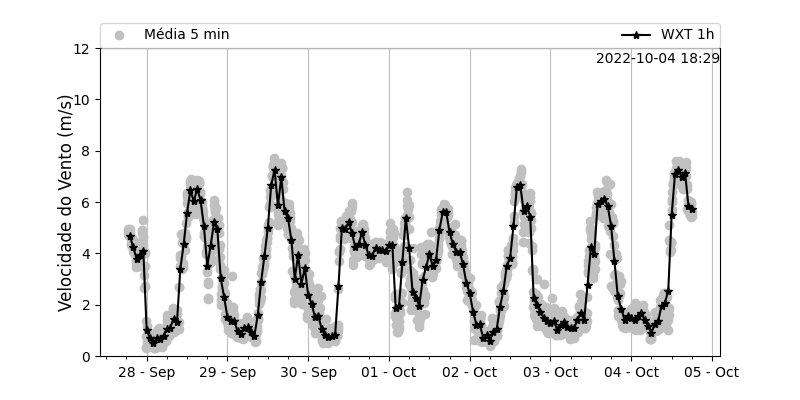 Média 5 min
WXT 1h
2022-10-04 18:29
Velocidade do Vento (m/s)
12
10
8
6
4
2
0
28 - Sep
29 - Sep
30 - Sep
01 - Oct
02 - Oct
03 - Oct
04 - Oct
05 - Oct